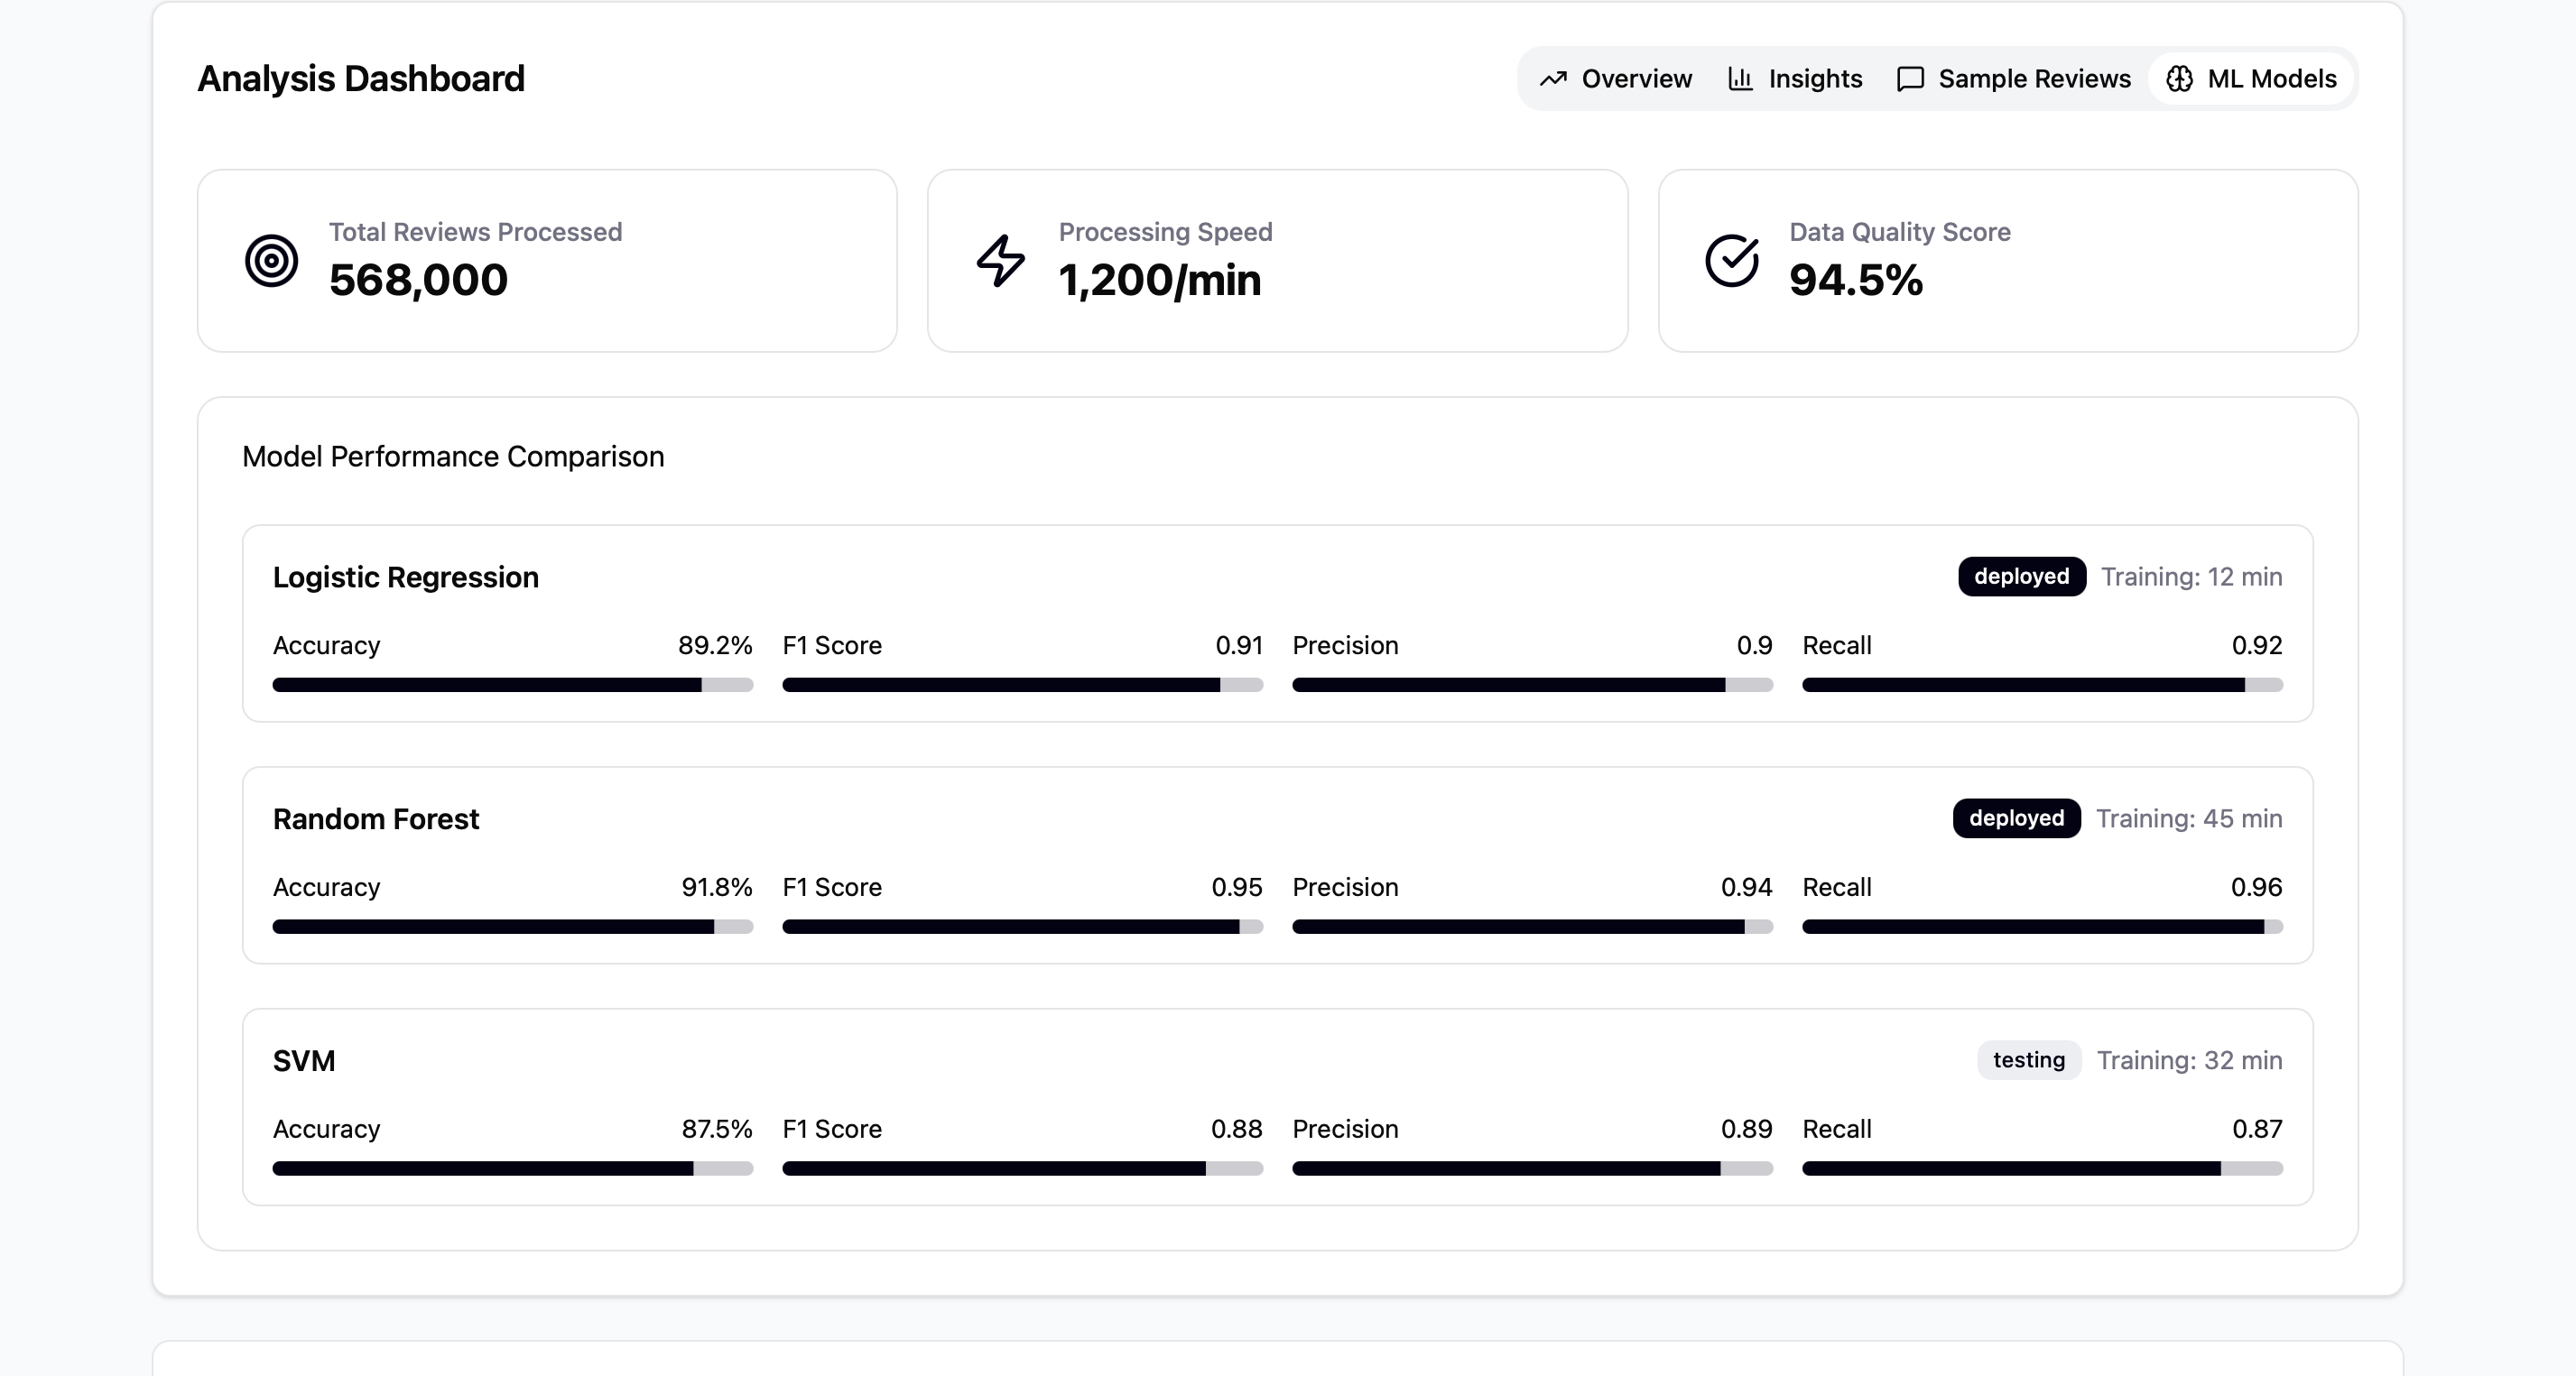 Analysis Dashboard
Overview
Insights
Sample Reviews
ML Models
Total Reviews Processed
568,000
Processing Speed
1,200/min
Data Quality Score
94.5%
Model Performance Comparison
Logistic Regression
deployed
Training: 12 min
Accuracy 89.2%
F1 Score 0.91
Precision 0.9
Recall 0.92
Random Forest
deployed
Training: 45 min
Accuracy 91.8%
F1 Score 0.95
Precision 0.94
Recall 0.96
SVM
testing
Training: 32 min
Accuracy 87.5%
F1 Score 0.88
Precision 0.89
Recall 0.87